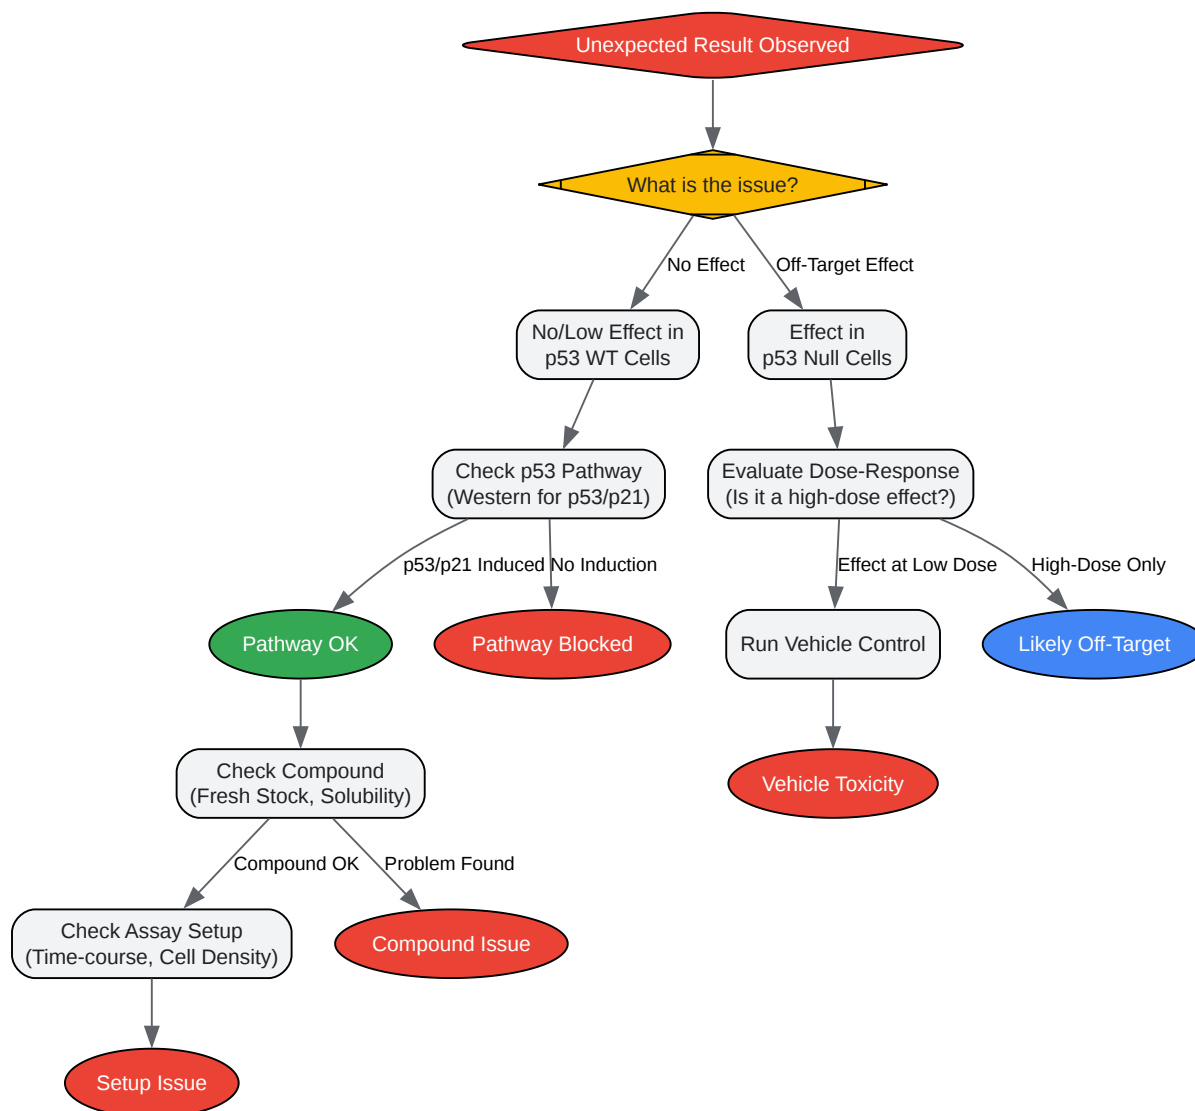 Unexpected Result Observed
What is the issue?
No Effect
Off-Target Effect
No/Low Effect in
p53 WT Cells
Effect in
p53 Null Cells
Check p53 Pathway
(Western for p53/p21)
Evaluate Dose-Response
(Is it a high-dose effect?)
p53/p21 Induced
No Induction
Effect at Low Dose
High-Dose Only
Pathway OK
Pathway Blocked
Run Vehicle Control
Likely Off-Target
Check Compound
(Fresh Stock, Solubility)
Vehicle Toxicity
Compound OK
Problem Found
Check Assay Setup
(Time-course, Cell Density)
Compound Issue
Setup Issue